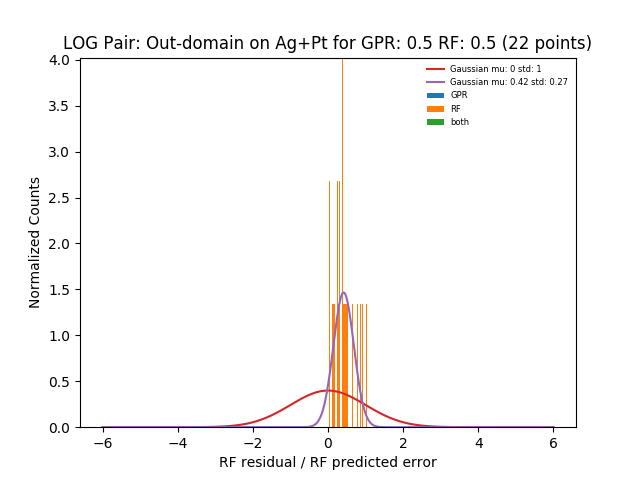 LOG Pair: Out-domain on Ag+Pt for GPR: 0.5 RF: 0.5 (22 points)
Gaussian mu: 0 std: 1
Gaussian mu: 0.42 std: 0.27
GPR
RF
both
4.0
3.5
3.0
2.5
2.0
1.5
1.0
0.5
0.0
Normalized Counts
−6 −4 −2 0 2 4 6
RF residual / RF predicted error